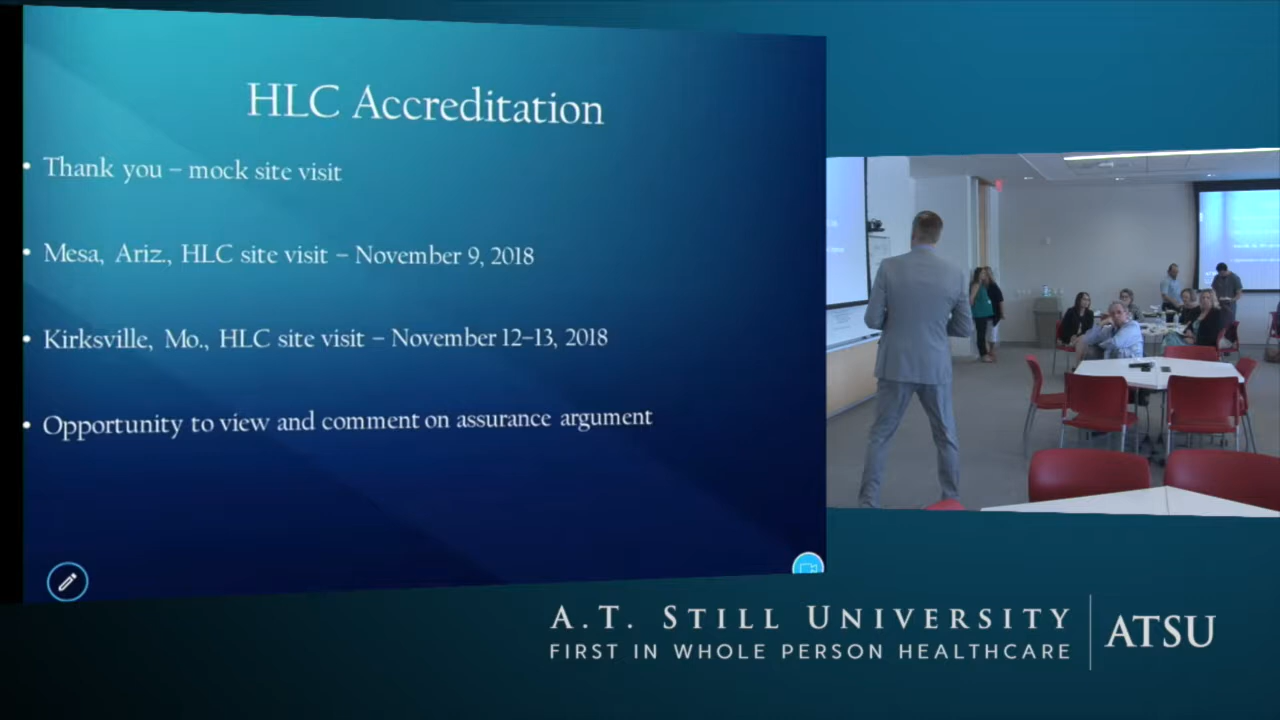 HLC Accreditation
• Thank you – mock site visit
• Mesa, Ariz., HLC site visit – November 9, 2018
• Kirksville, Mo., HLC site visit – November 12–13, 2018
• Opportunity to view and comment on assurance argument
A.T. STILL UNIVERSITY
FIRST IN WHOLE PERSON HEALTHCARE
ATSU